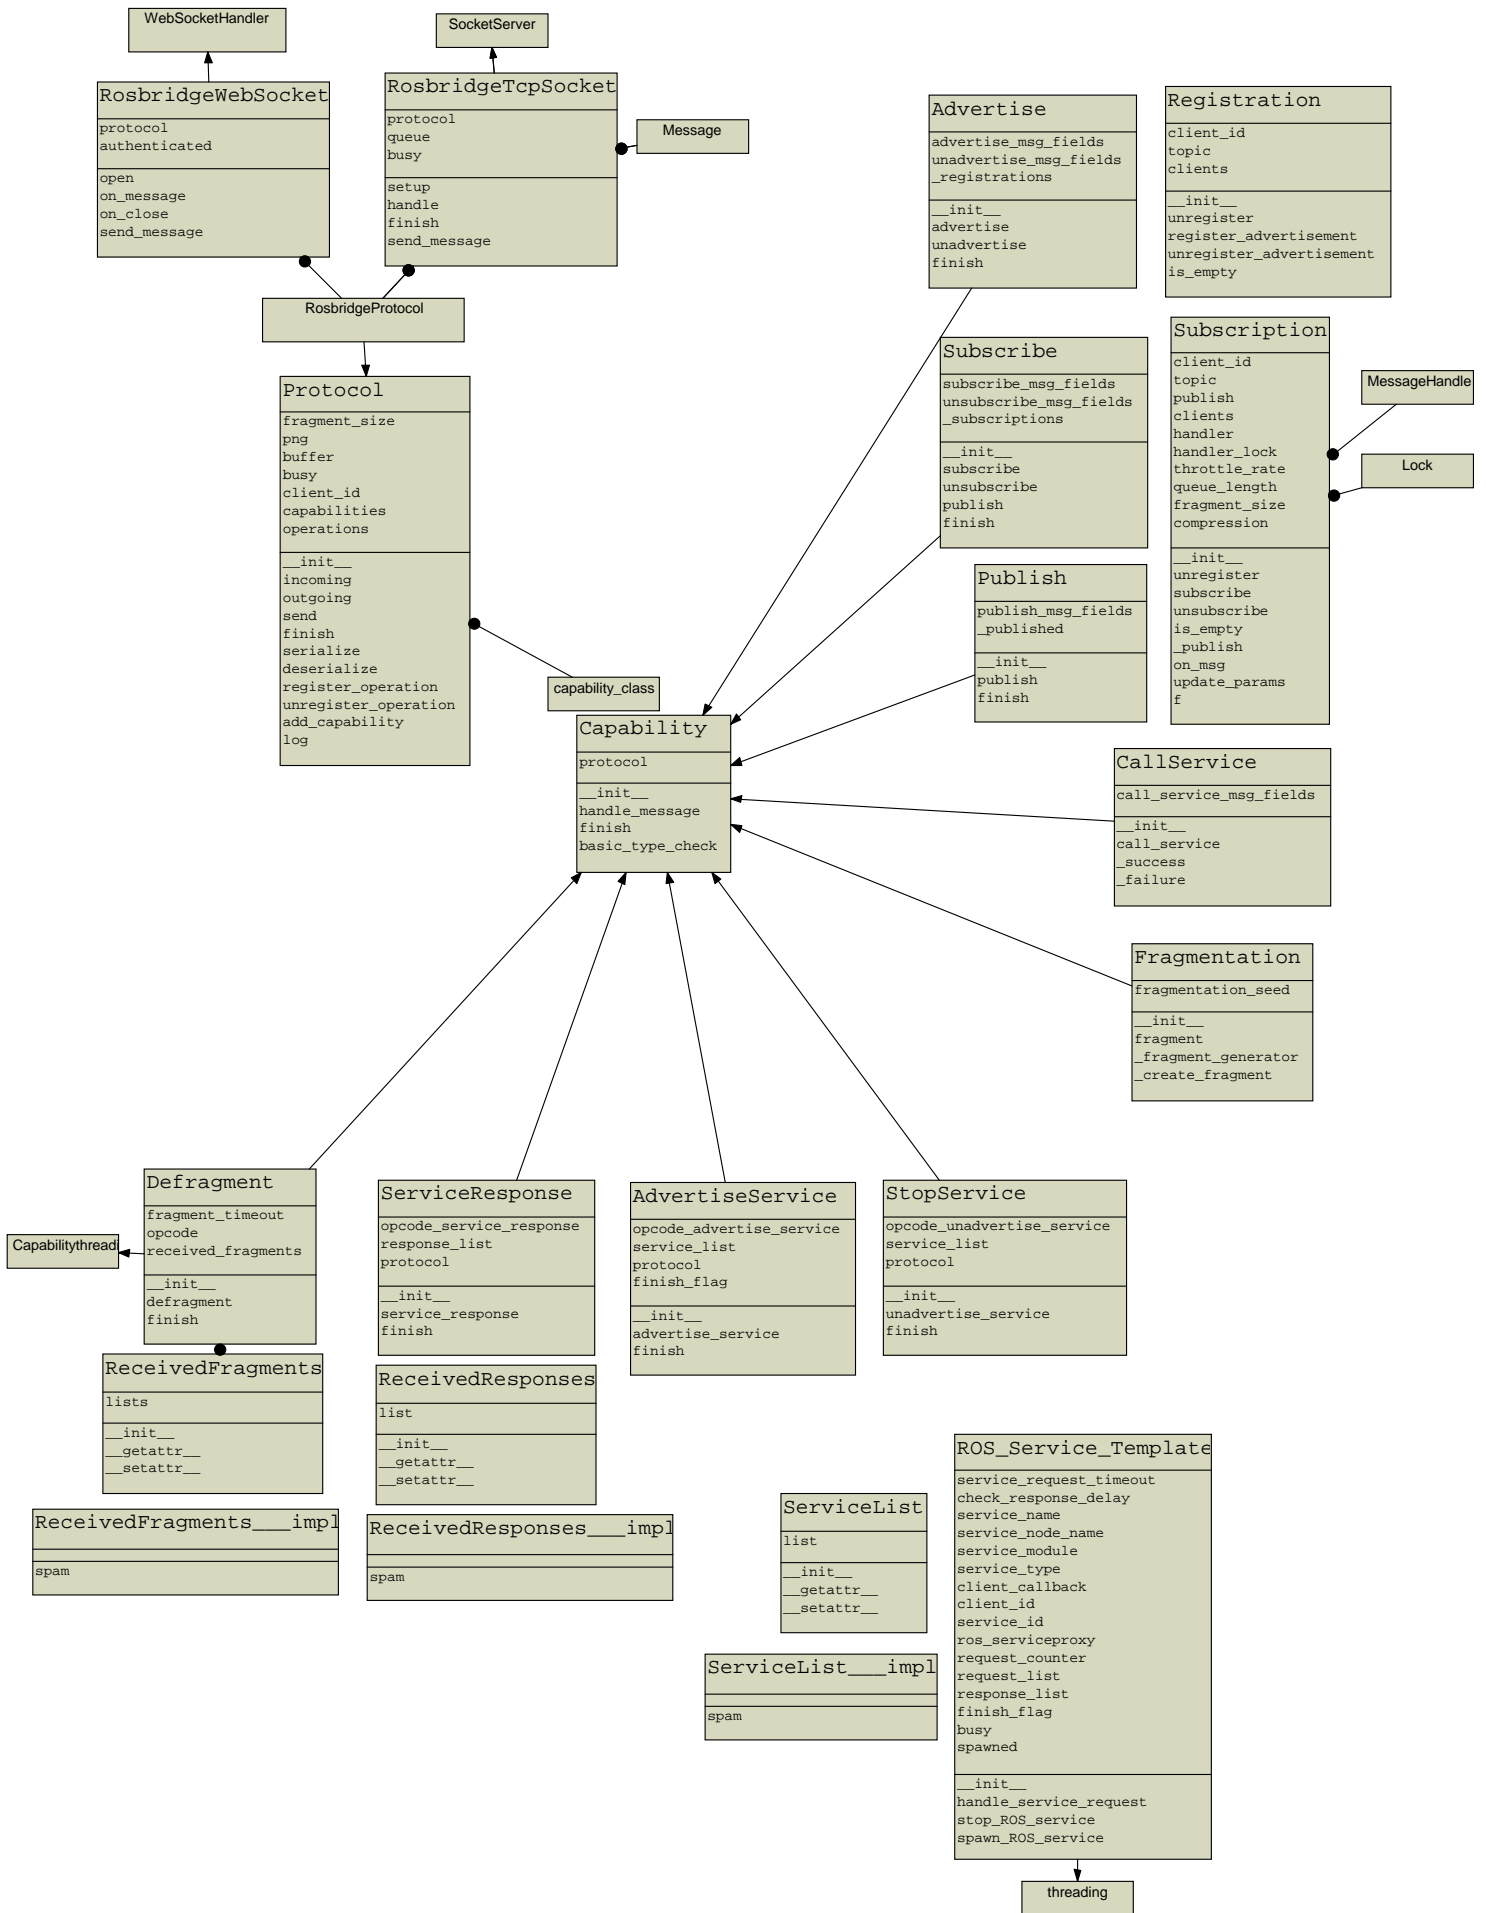 WebSocketHandler
SocketServer
RosbridgeWebSocket
protocol
authenticated
open
on_message
on_close
send_message
RosbridgeTcpSocket
protocol
queue
busy
setup
handle
finish
send_message
Message
RosbridgeProtocol
Protocol
fragment_size
png
buffer
busy
client_id
capabilities
operations
__init__
incoming
outgoing
send
finish
serialize
deserialize
register_operation
unregister_operation
add_capability
log
capability_class
Capability
protocol
__init__
handle_message
finish
basic_type_check
Advertise
advertise_msg_fields
unadvertise_msg_fields
_registrations
__init__
advertise
unadvertise
finish
Registration
client_id
topic
clients
__init__
unregister
register_advertisement
unregister_advertisement
is_empty
Subscribe
subscribe_msg_fields
unsubscribe_msg_fields
_subscriptions
__init__
subscribe
unsubscribe
publish
finish
Subscription
client_id
topic
publish
clients
handler
handler_lock
throttle_rate
queue_length
fragment_size
compression
__init__
unregister
subscribe
unsubscribe
is_empty
_publish
on_msg
update_params
f
MessageHandle
Lock
Publish
publish_msg_fields
_published
__init__
publish
finish
CallService
call_service_msg_fields
__init__
call_service
_success
_failure
Fragmentation
fragmentation_seed
__init__
fragment
_fragment_generator
_create_fragment
Defragment
fragment_timeout
opcode
received_fragments
__init__
defragment
finish
Capabilitythreadi
ServiceResponse
opcode_service_response
response_list
protocol
__init__
service_response
finish
AdvertiseService
opcode_advertise_service
service_list
protocol
finish_flag
__init__
advertise_service
finish
StopService
opcode_unadvertise_service
service_list
protocol
__init__
unadvertise_service
finish
ReceivedFragments
lists
__init__
__getattr__
__setattr__
ReceivedResponses
list
__init__
__getattr__
__setattr__
ReceivedFragments___impl
spam
ReceivedResponses___impl
spam
ServiceList
list
__init__
__getattr__
__setattr__
ServiceList___impl
spam
ROS_Service_Template
service_request_timeout
check_response_delay
service_name
service_node_name
service_module
service_type
client_callback
client_id
service_id
ros_serviceproxy
request_counter
request_list
response_list
finish_flag
busy
spawned
__init__
handle_service_request
stop_ROS_service
spawn_ROS_service
threading